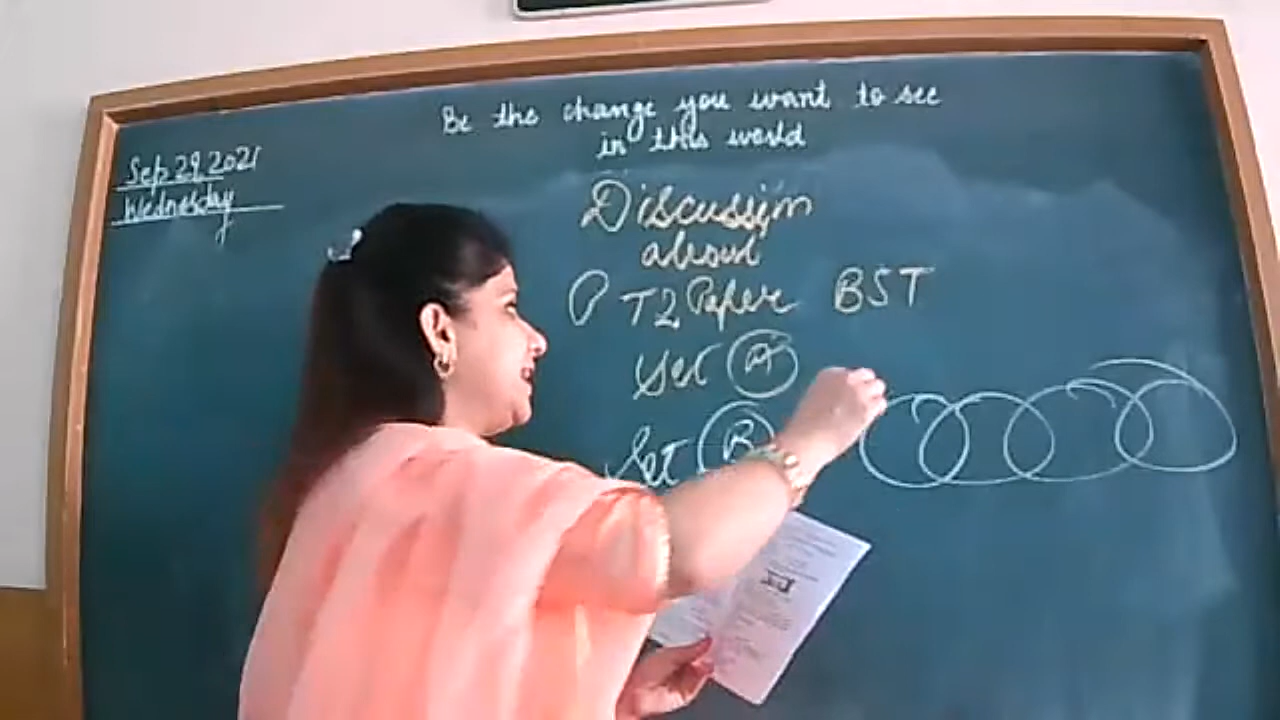 Be the change you want to see
in this world
Sep 29, 2021
Wednesday
Discussion
about
PT2 Paper BST
Set A
Set B